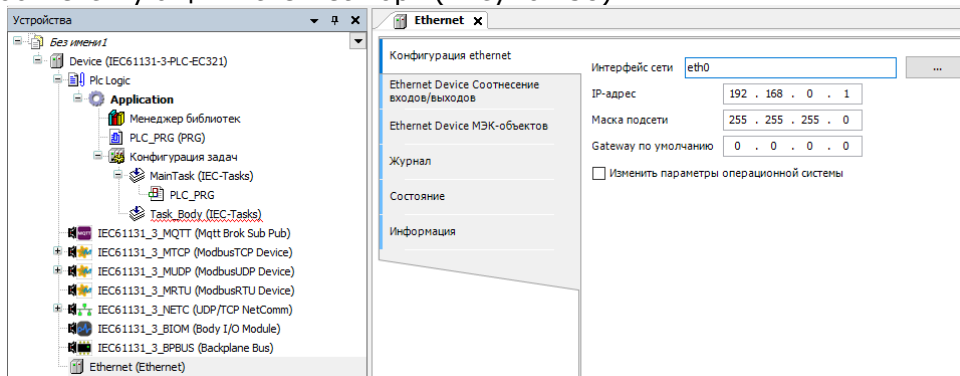 Устройства
Без имени1
Device (IEC61131-3-PLC-EC321)
Plc Logic
Application
Менеджер библиотек
PLC_PRG (PRG)
Конфигурация задач
MainTask (IEC-Tasks)
PLC_PRG
Task_Body (IEC-Tasks)
IEC61131_3_MQTT (Mqtt Brok Sub Pub)
IEC61131_3_MTCP (ModbusTCP Device)
IEC61131_3_MUDP (ModbusUDP Device)
IEC61131_3_MRTU (ModbusRTU Device)
IEC61131_3_NETC (UDP/TCP NetComm)
IEC61131_3_BIOM (Body I/O Module)
IEC61131_3_BPBUS (Backplane Bus)
Ethernet (Ethernet)
Ethernet
Конфигурация ethernet
Ethernet Device Соотнесение
входов/выходов
Ethernet Device МЭК-объектов
Журнал
Состояние
Информация
Интерфейс сети eth0 ...
IP-адрес 192 . 168 . 0 . 1
Маска подсети 255 . 255 . 255 . 0
Gateway по умолчанию 0 . 0 . 0 . 0
Изменить параметры операционной системы